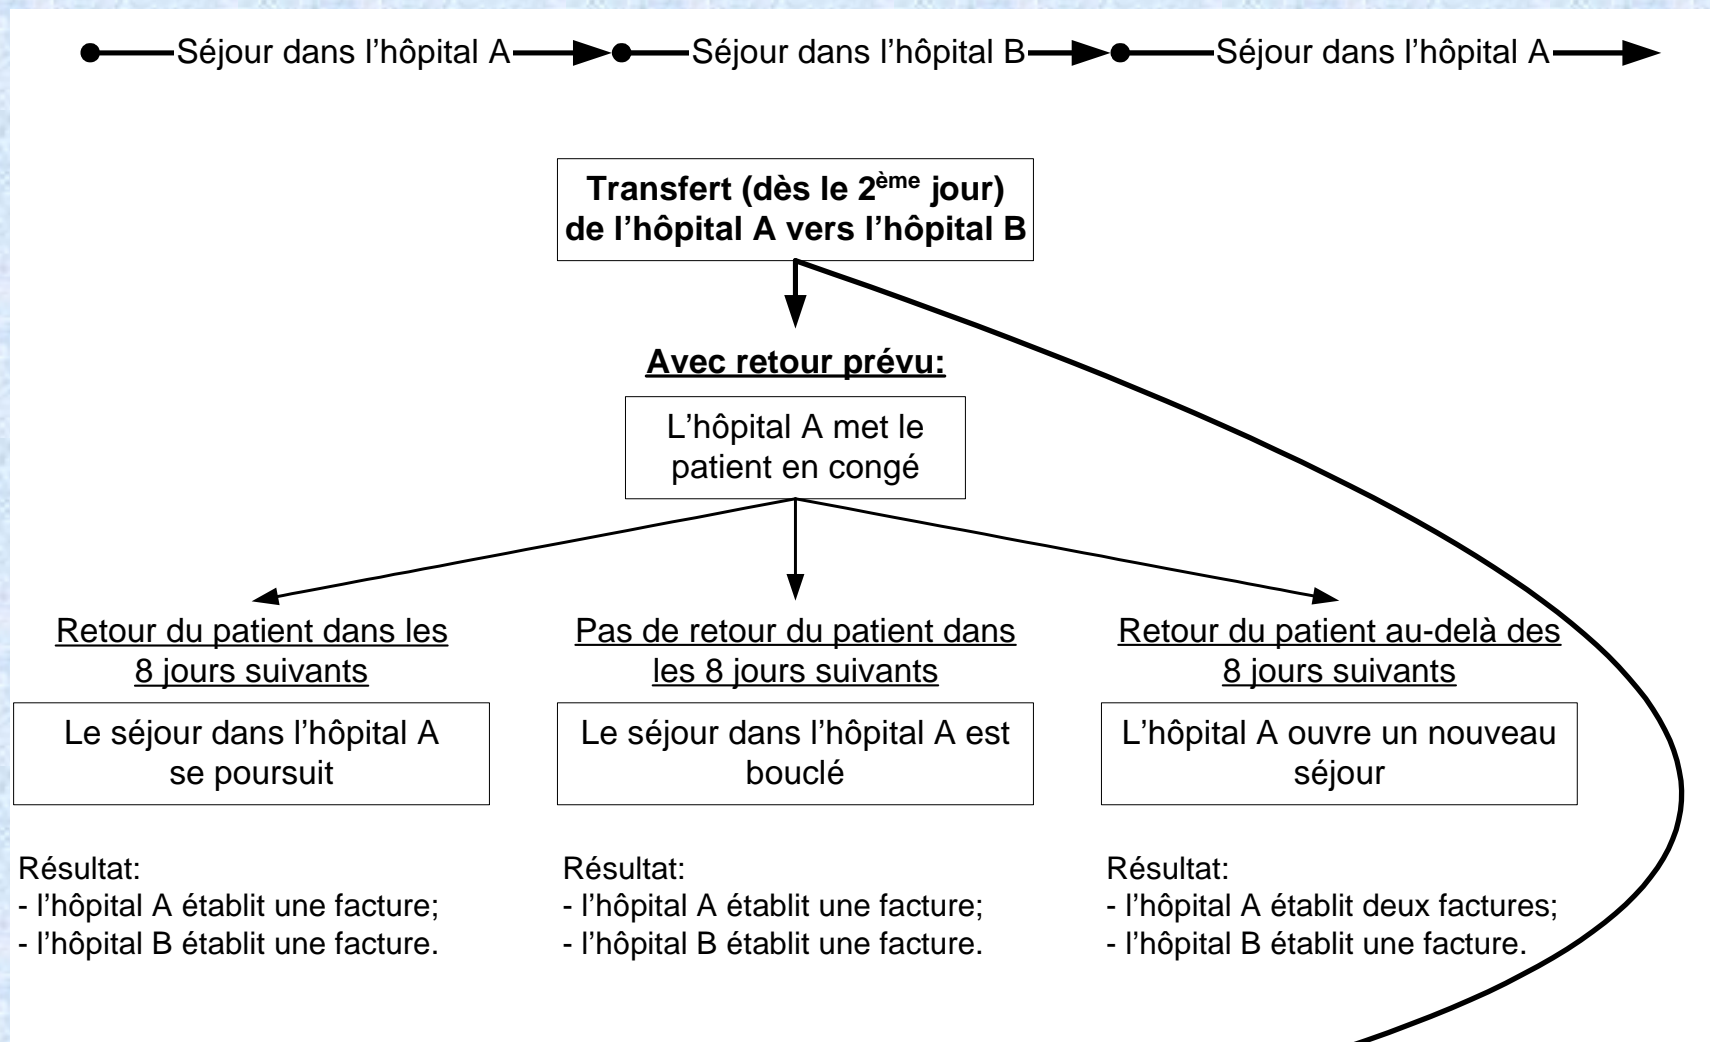 Séjour dans l'hôpital A
Séjour dans l'hôpital B
Séjour dans l'hôpital A
Transfert (dès le 2ème jour)
de l'hôpital A vers l'hôpital B
Avec retour prévu:
L'hôpital A met le
patient en congé
Retour du patient dans les
8 jours suivants
Le séjour dans l'hôpital A
se poursuit
Résultat:
- l'hôpital A établit une facture;
- l'hôpital B établit une facture.
Pas de retour du patient dans
les 8 jours suivants
Le séjour dans l'hôpital A est
bouclé
Résultat:
- l'hôpital A établit une facture;
- l'hôpital B établit une facture.
Retour du patient au-delà des
8 jours suivants
L'hôpital A ouvre un nouveau
séjour
Résultat:
- l'hôpital A établit deux factures;
- l'hôpital B établit une facture.